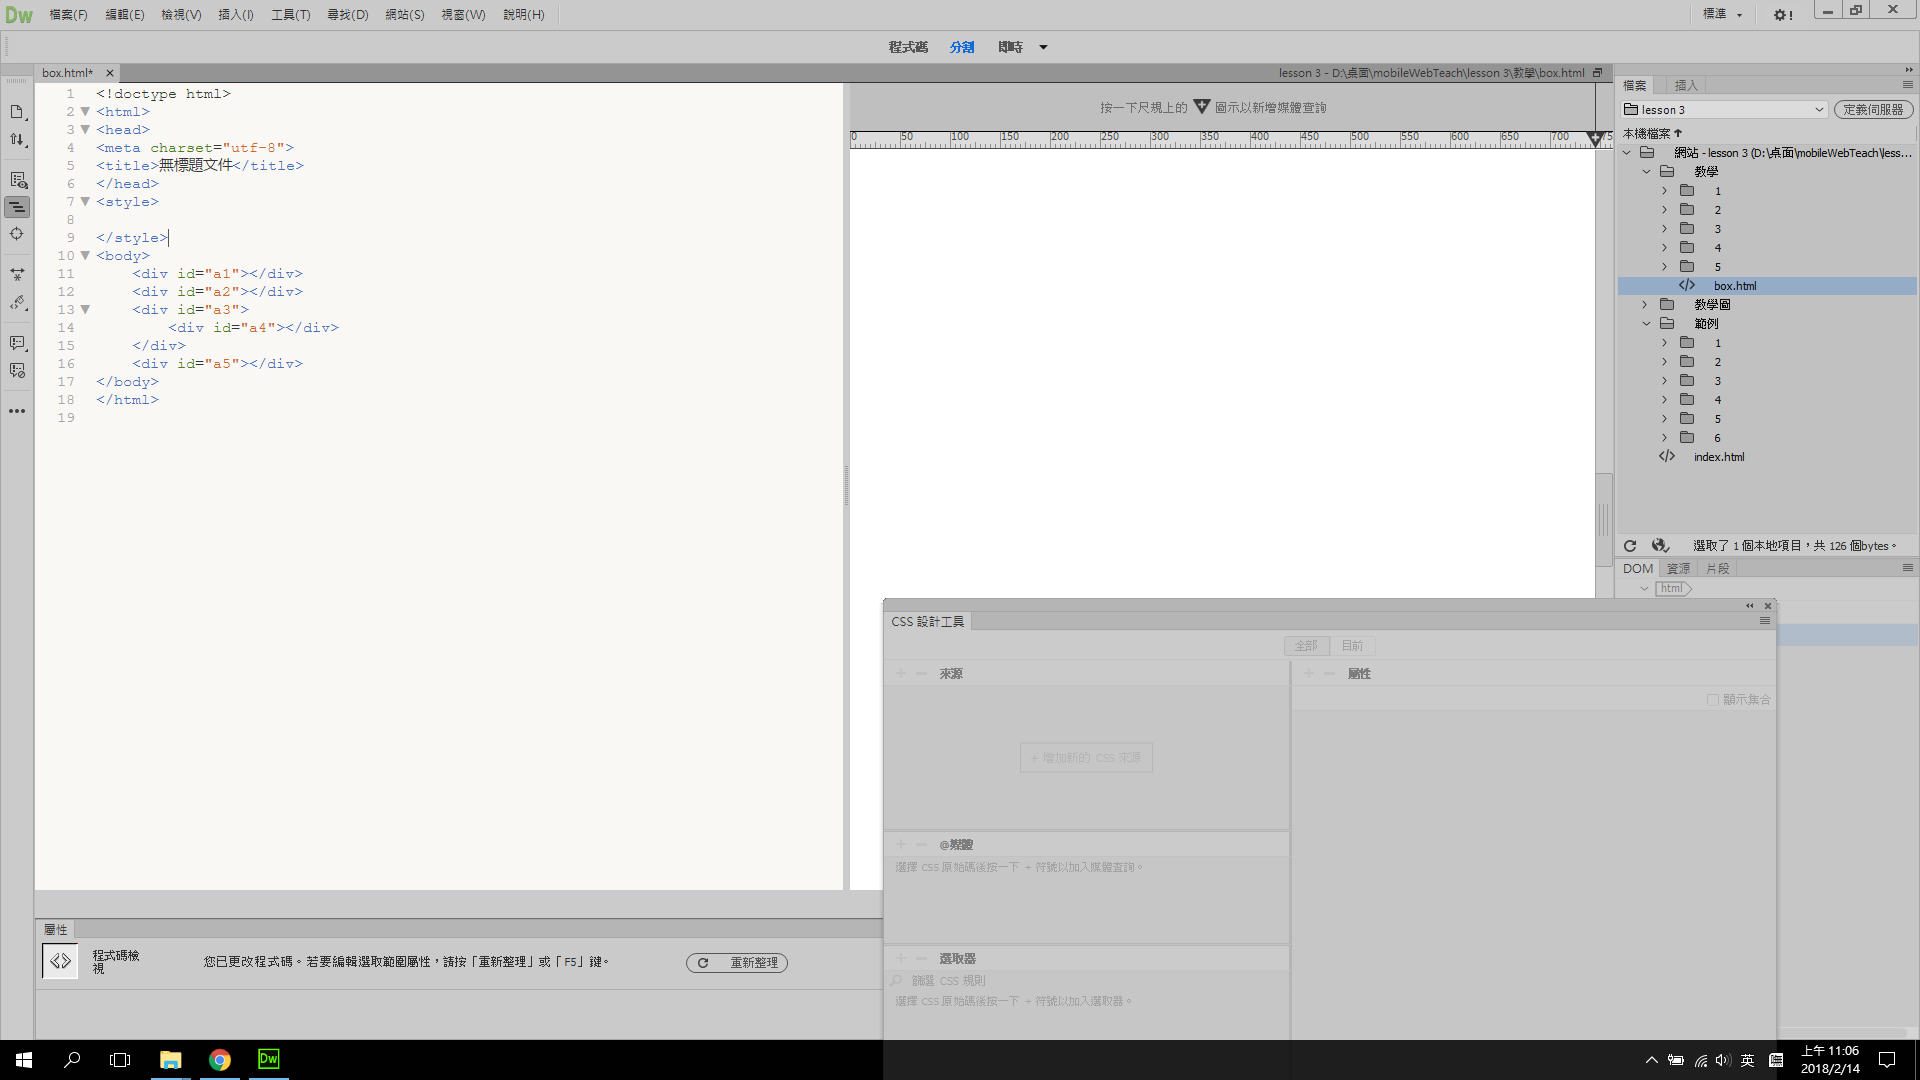 Dw 檔案(F) 編輯(E) 檢視(V) 插入(I) 工具(T) 尋找(D) 網站(S) 視窗(W) 說明(H) 標準
程式碼 分割 即時
box.html* lesson 3 - D:\桌面\mobileWebTeach\lesson 3\教學\box.html
1 <!doctype html>
2 <html>
3 <head>
4 <meta charset="utf-8">
5 <title>無標題文件</title>
6 </head>
7 <style>
8
9 </style>
10 <body>
11 <div id="a1"></div>
12 <div id="a2"></div>
13 <div id="a3">
14 <div id="a4"></div>
15 </div>
16 <div id="a5"></div>
17 </body>
18 </html>
19
按一下尺規上的 圖示以新增媒體查詢
0 50 100 150 200 250 300 350 400 450 500 550 600 650 700 75
檔案 插入
lesson 3 定義伺服器
本機檔案
網站 - lesson 3 (D:\桌面\mobileWebTeach\less...
教學
1
2
3
4
5
box.html
教學圖
範例
1
2
3
4
5
6
index.html
選取了 1 個本地項目，共 126 個bytes。
DOM 資源 片段
html
CSS 設計工具
全部 目前
來源
+ 增加新的 CSS 來源
@媒體
選擇 CSS 原始碼後按一下 + 符號以加入媒體查詢。
選取器
篩選 CSS 規則
選擇 CSS 原始碼後按一下 + 符號以加入選取器。
屬性
顯示集合
屬性
程式碼檢
視
您已更改程式碼。若要編輯選取範圍屬性，請按「重新整理」或「F5」鍵。 重新整理
Dw
英
上午 11:06
2018/2/14